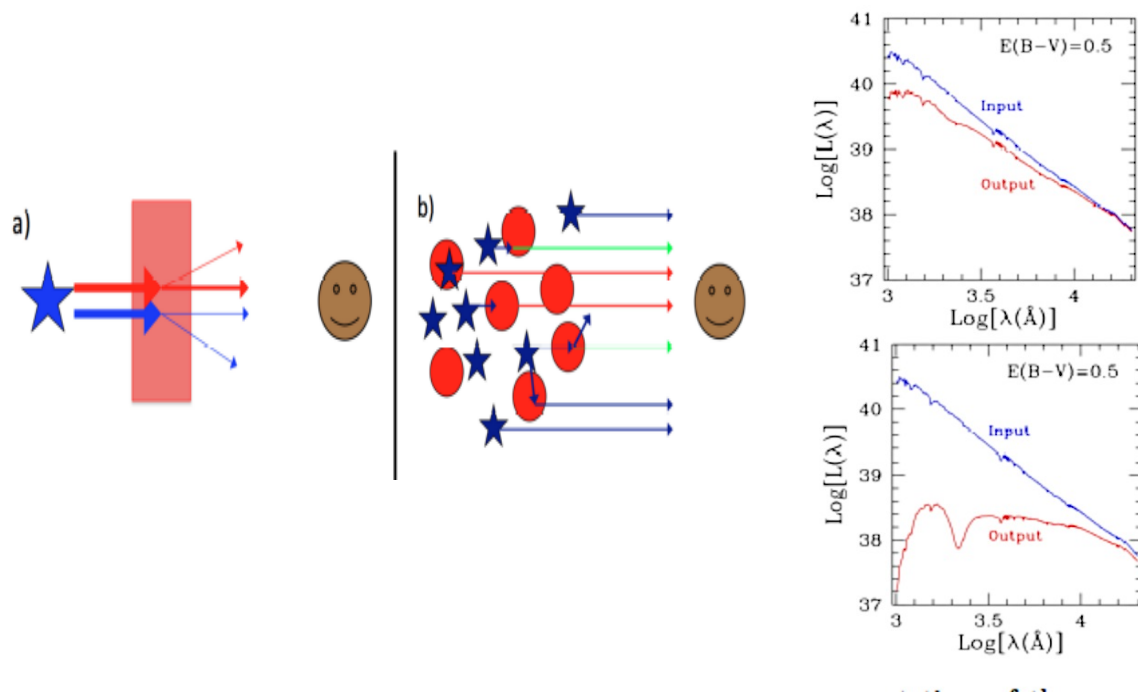 a)
b)
41
40
39
38
37
Log[L(λ)]
E(B−V)=0.5
Input
Output
3
3.5
4
Log[λ(Å)]
41
40
39
38
37
Log[L(λ)]
E(B−V)=0.5
Input
Output
3
3.5
4
Log[λ(Å)]